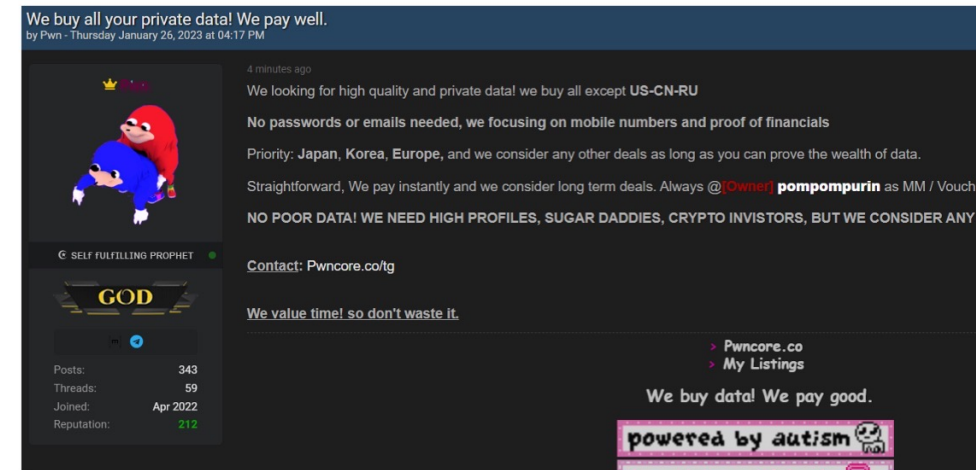 We buy all your private data! We pay well.
by Pwn - Thursday January 26, 2023 at 04:17 PM
4 minutes ago
We looking for high quality and private data! we buy all except US-CN-RU
No passwords or emails needed, we focusing on mobile numbers and proof of financials
Priority: Japan, Korea, Europe, and we consider any other deals as long as you can prove the wealth of data.
Straightforward, We pay instantly and we consider long term deals. Always @[Owner] pompompurin as MM / Vouch
NO POOR DATA! WE NEED HIGH PROFILES, SUGAR DADDIES, CRYPTO INVISTORS, BUT WE CONSIDER ANY
SELF FULFILLING PROPHET
GOD
Contact: Pwncore.co/tg
We value time! so don't waste it.
Posts: 343
Threads: 59
Joined: Apr 2022
Reputation: 212
> Pwncore.co
> My Listings
We buy data! We pay good.
powered by autism